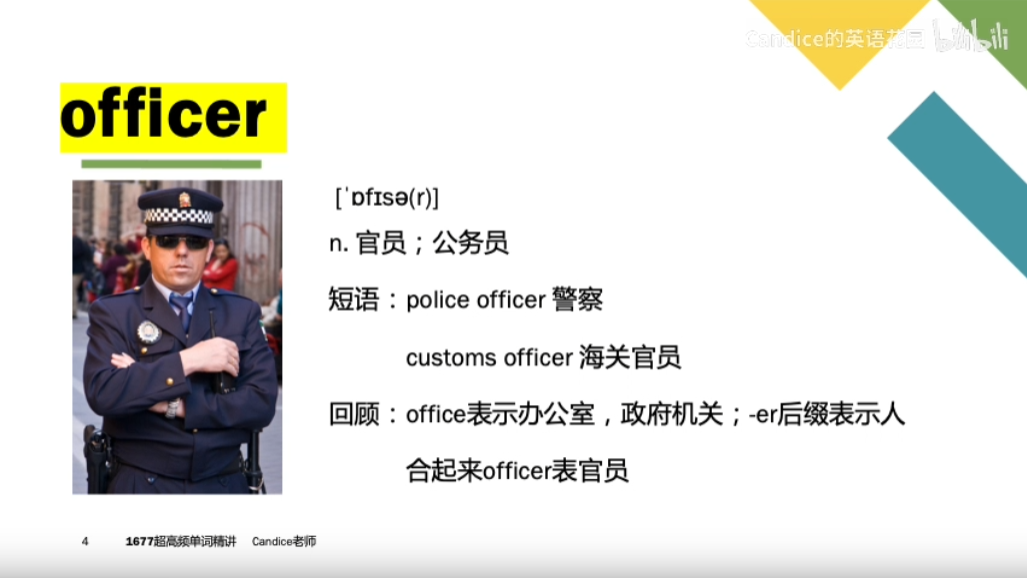 Candice的英语花园 bilibili
officer
[ˈɒfɪsə(r)]
n. 官员；公务员
短语：police officer 警察
customs officer 海关官员
回顾：office表示办公室，政府机关；-er后缀表示人
合起来officer表官员
4 1677超高频单词精讲 Candice老师